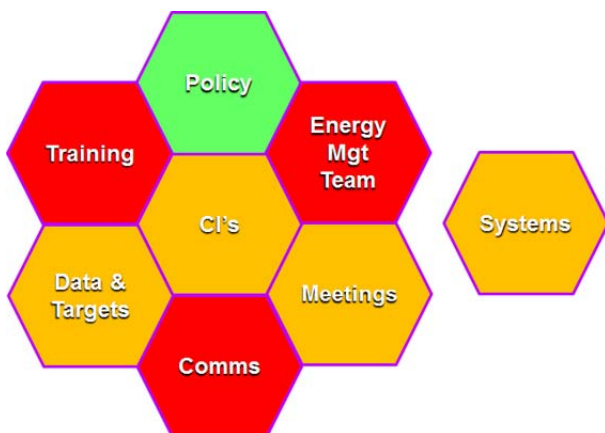 Policy
Training
Energy
Mgt
Team
CI's
Systems
Data &
Targets
Meetings
Comms